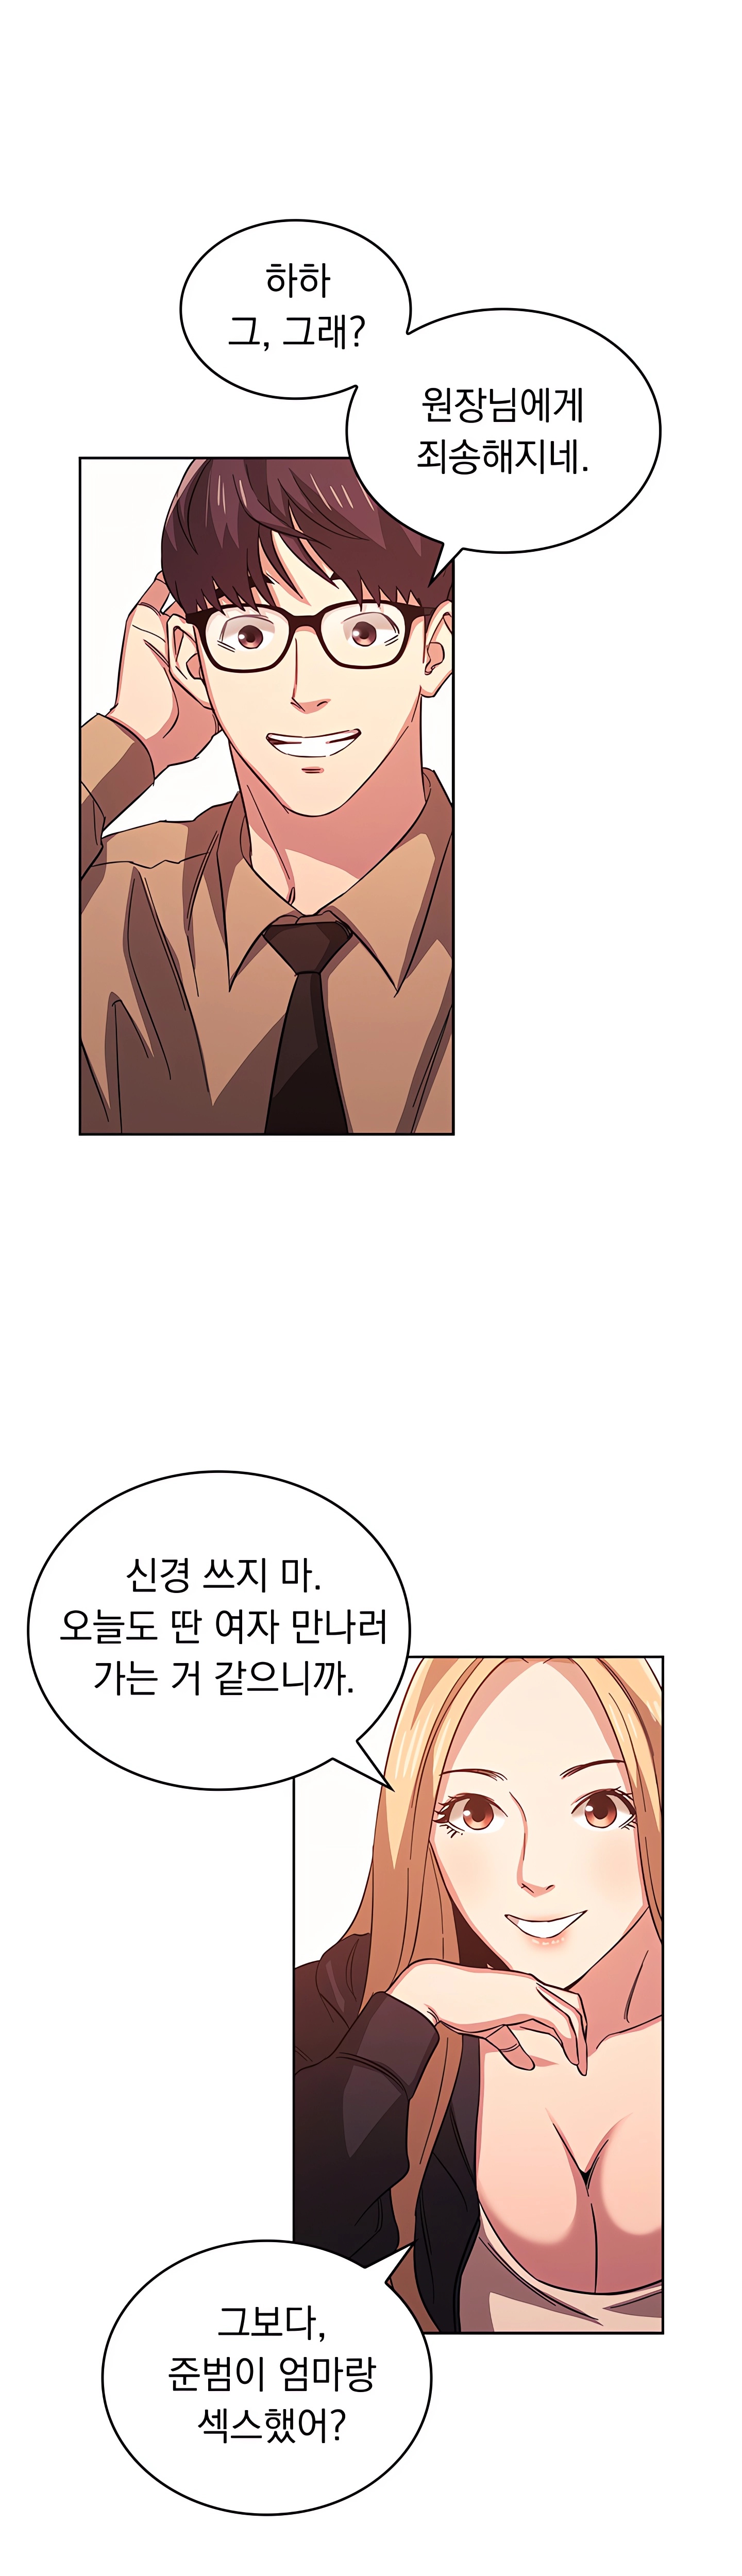 하하
그, 그래?
원장님에게
죄송해지네.
신경 쓰지 마.
오늘도 딴 여자 만나러
가는 거 같으니까.
그보다,
준범이 엄마랑
섹스했어?